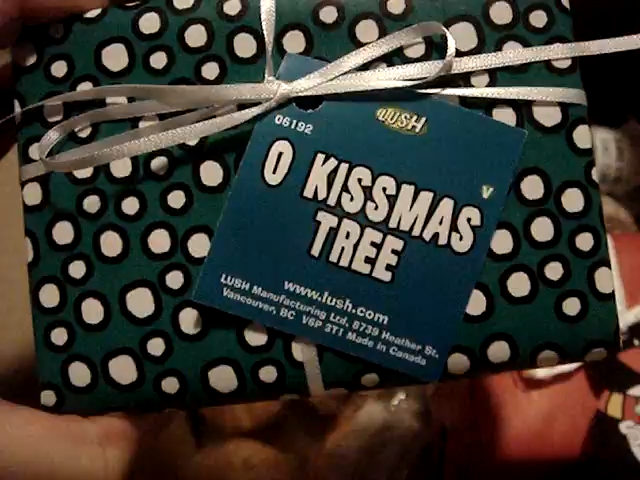 LUSH
06192
V
O KISSMAS
TREE
www.lush.com
LUSH Manufacturing Ltd, 8739 Heather St.
Vancouver, BC V6P 3T1 Made in Canada